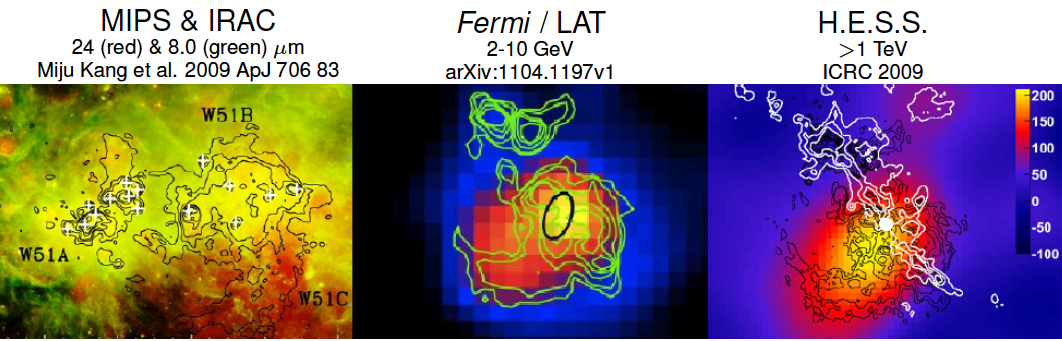 MIPS & IRAC
24 (red) & 8.0 (green) μm
Miju Kang et al. 2009 ApJ 706 83
Fermi / LAT
2-10 GeV
arXiv:1104.1197v1
H.E.S.S.
>1 TeV
ICRC 2009
W51B
W51A
W51C
200
150
100
50
0
-50
-100